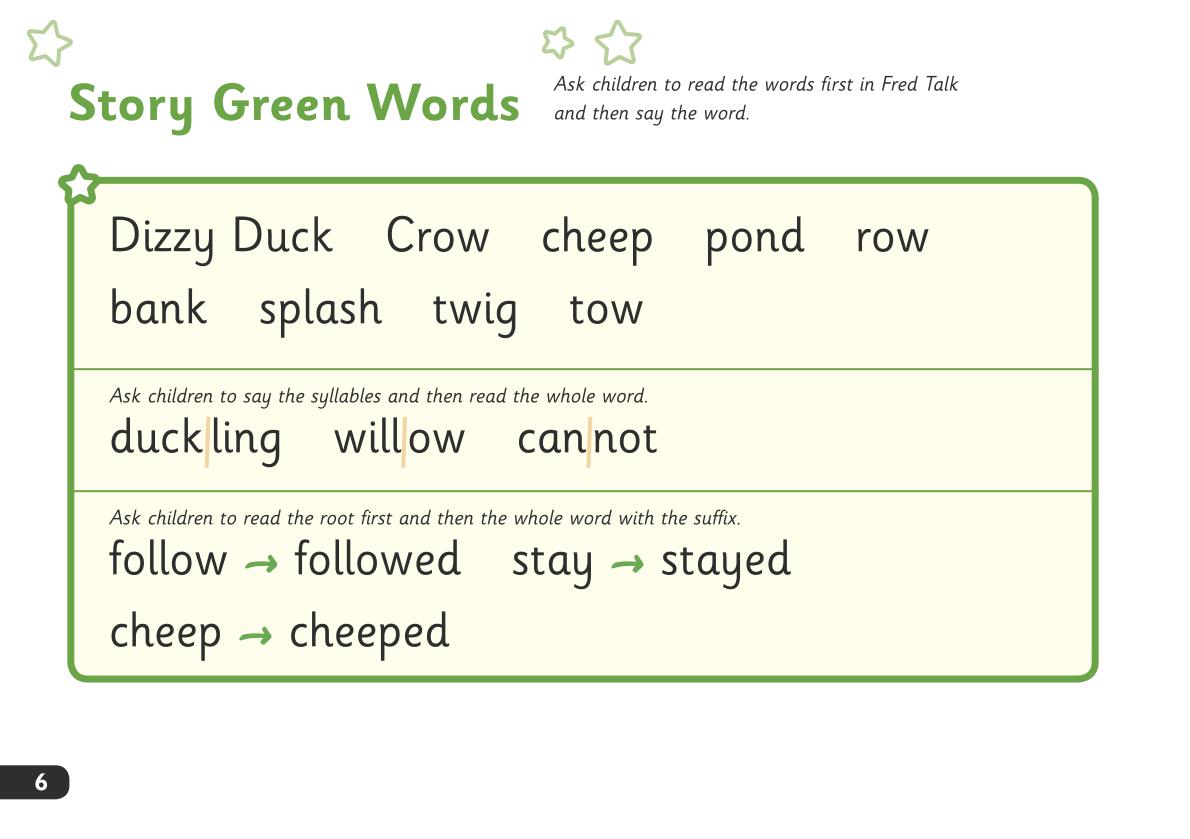 Story Green Words
Ask children to read the words first in Fred Talk
and then say the word.
Dizzy Duck Crow cheep pond row
bank splash twig tow
Ask children to say the syllables and then read the whole word.
duck|ling will|ow can|not
Ask children to read the root first and then the whole word with the suffix.
follow → followed stay → stayed
cheep → cheeped
6